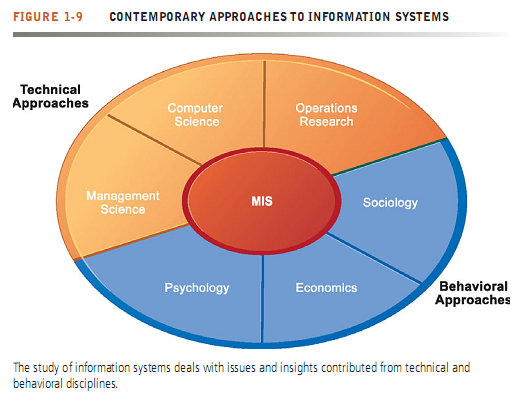 FIGURE 1-9 CONTEMPORARY APPROACHES TO INFORMATION SYSTEMS
Technical
Approaches
Computer
Science
Operations
Research
Management
Science
MIS
Sociology
Psychology
Economics
Behavioral
Approaches
The study of information systems deals with issues and insights contributed from technical and
behavioral disciplines.